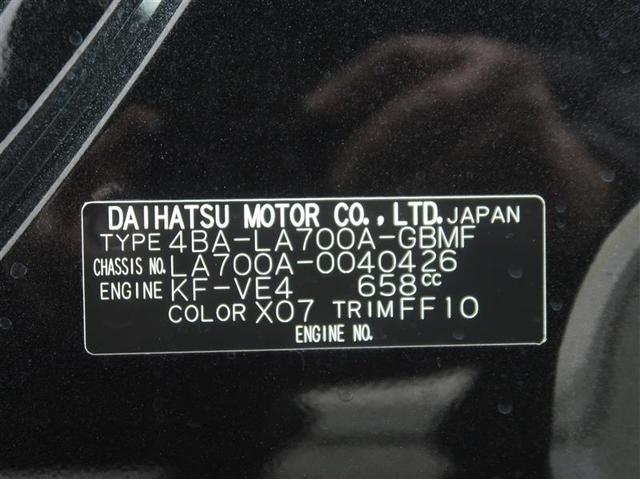 DAIHATSU MOTOR CO.,LTD. JAPAN
TYPE 4BA-LA700A-GBMF
CHASSIS NO. LA700A-0040426
ENGINE KF-VE4 658cc
COLOR X07 TRIM FF10
ENGINE NO.